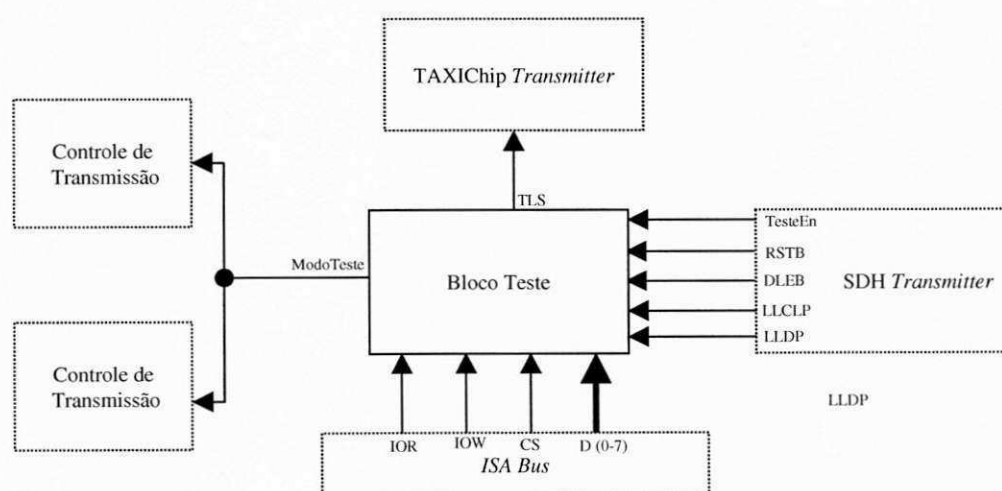 TAXIChip Transmitter
Controle de
Transmissão
TLS
TesteEn
ModoTeste
RSTB
Bloco Teste
DLEB
SDH Transmitter
LLCLP
LLDP
Controle de
Transmissão
LLDP
IOR
IOW
CS
D (0-7)
ISA Bus